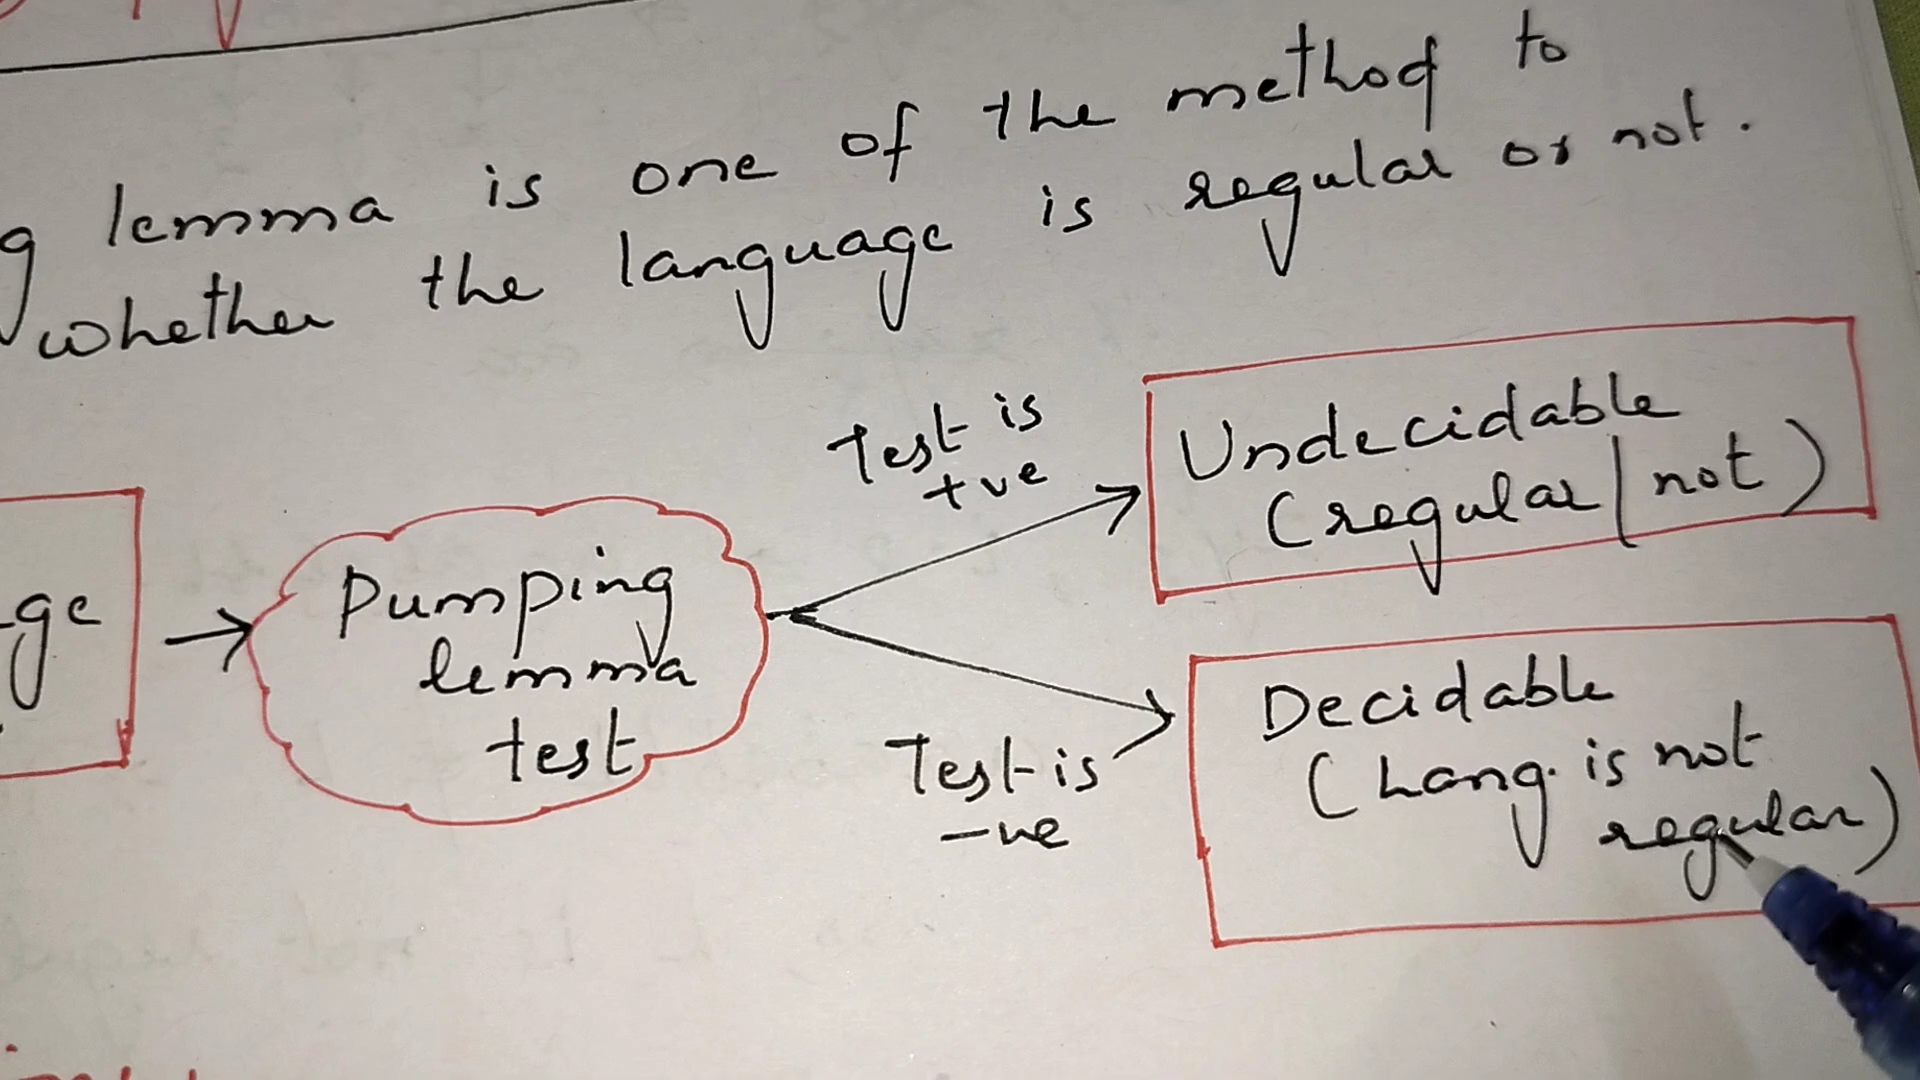 g lemma is one of the method to
whether the language is regular or not.
Test is
+ve
Undecidable
(regular/not)
-ge
Pumping
lemma
test
Test is
-ve
Decidable
(Lang. is not
regular)